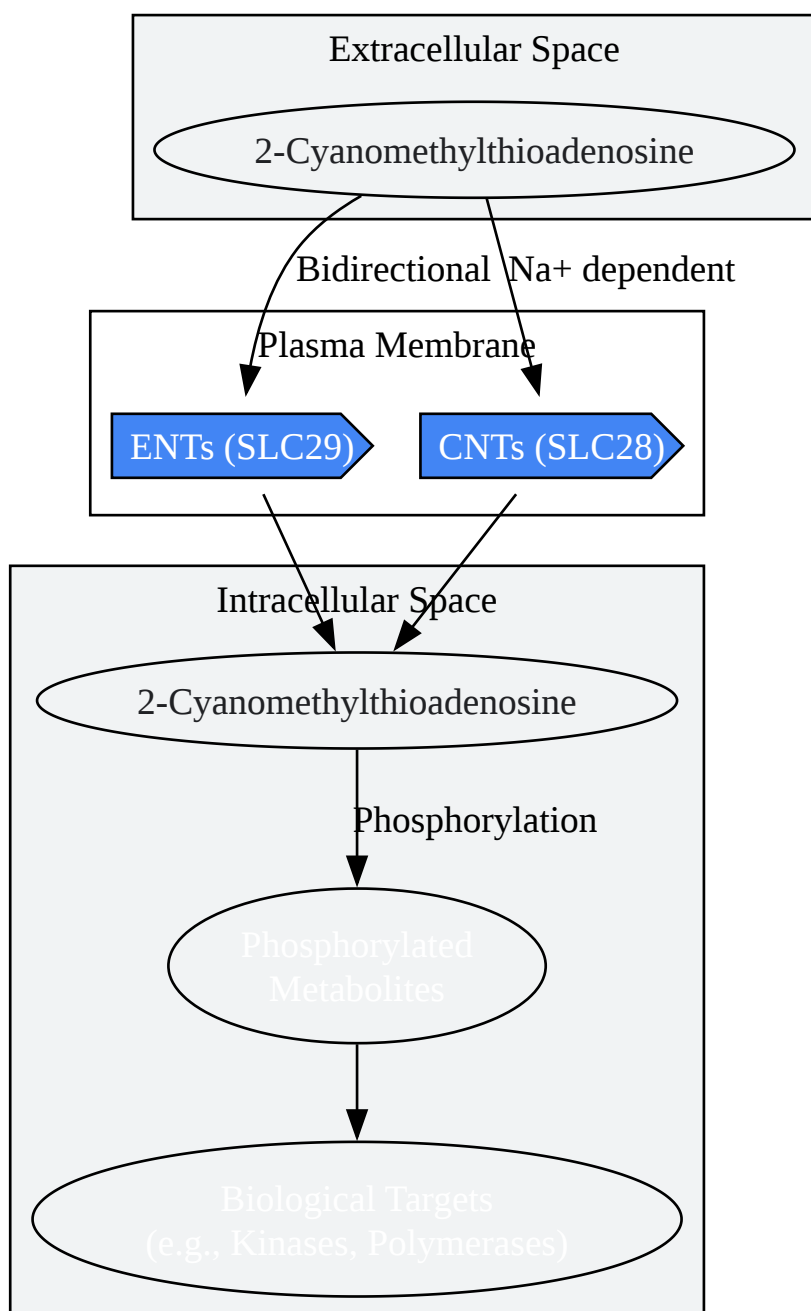 Extracellular Space
2-Cyanomethylthioadenosine
Bidirectional
Na+ dependent
Plasma Membrane
ENTs (SLC29)
CNTs (SLC28)
Intracellular Space
2-Cyanomethylthioadenosine
Phosphorylation
Phosphorylated
Metabolites
Biological Targets
(e.g., Kinases, Polymerases)